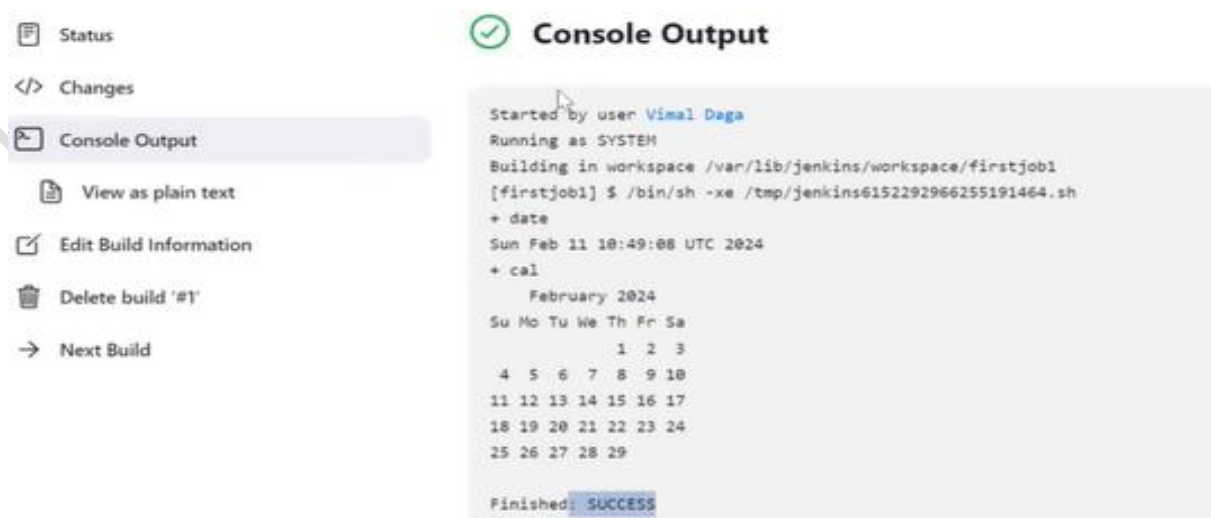 Status
Changes
Console Output
View as plain text
Edit Build Information
Delete build '#1'
Next Build
Console Output
Started by user Vimal Daga
Running as SYSTEM
Building in workspace /var/lib/jenkins/workspace/firstjob1
[firstjob1] $ /bin/sh -xe /tmp/jenkins6152292966255191464.sh
+ date
Sun Feb 11 10:49:08 UTC 2024
+ cal
    February 2024
Su Mo Tu We Th Fr Sa
             1  2  3
 4  5  6  7  8  9 10
11 12 13 14 15 16 17
18 19 20 21 22 23 24
25 26 27 28 29
Finished: SUCCESS